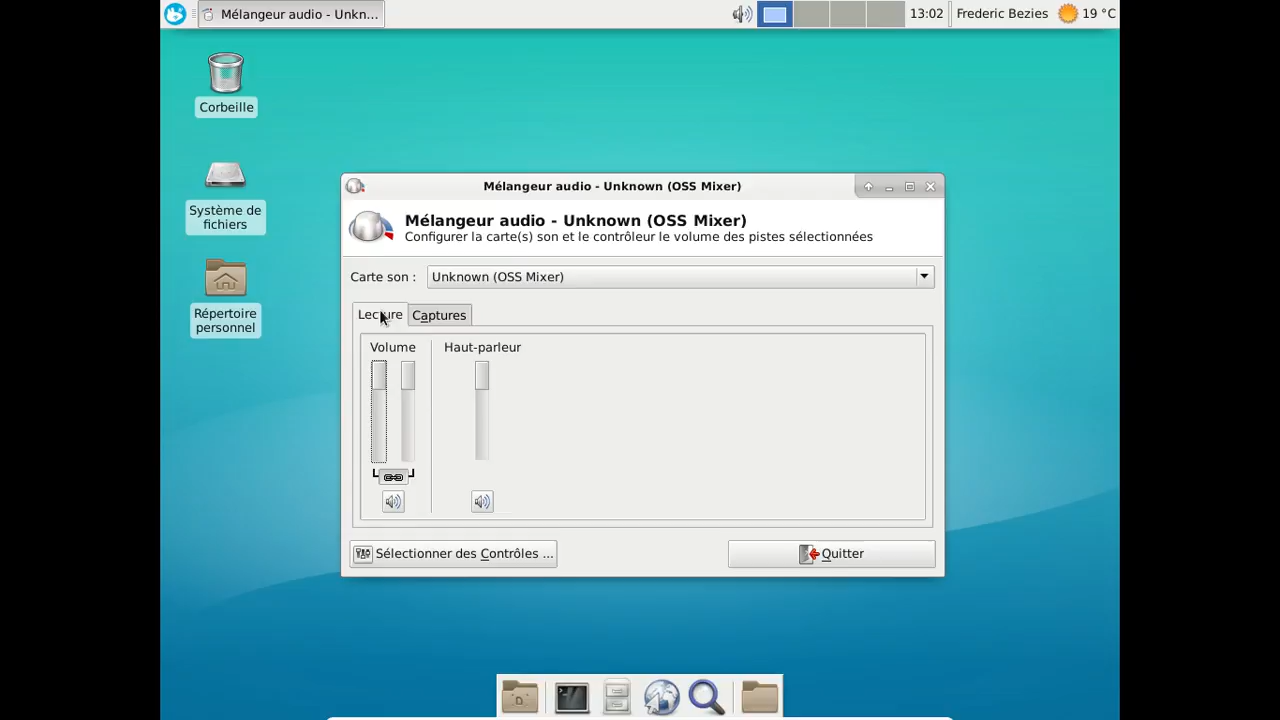 Mélangeur audio - Unkn...
13:02
Frederic Bezies
19 °C
Corbeille
Système de
fichiers
Répertoire
personnel
Mélangeur audio - Unknown (OSS Mixer)
Mélangeur audio - Unknown (OSS Mixer)
Configurer la carte(s) son et le contrôleur le volume des pistes sélectionnées
Carte son :
Unknown (OSS Mixer)
Lecture
Captures
Volume
Haut-parleur
Sélectionner des Contrôles ...
Quitter